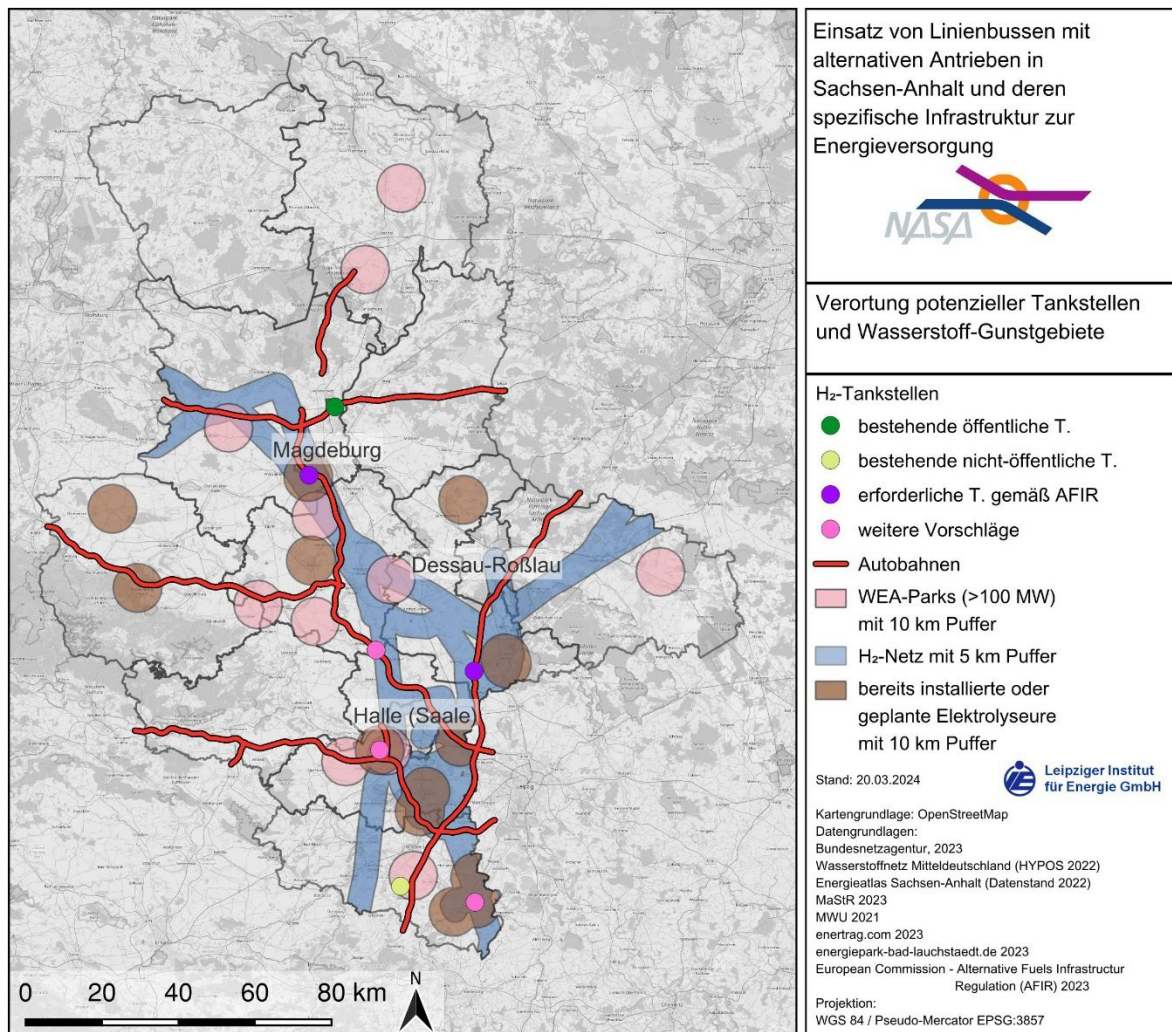 Magdeburg
Dessau-Roßlau
Halle (Saale)
0 20 40 80 km
N
Einsatz von Linienbussen mit
alternativen Antrieben in
Sachsen-Anhalt und deren
spezifische Infrastruktur zur
Energieversorgung
NASA
Verortung potenzieller Tankstellen
und Wasserstoff-Gunstgebiete
H₂-Tankstellen
bestehende öffentliche T.
bestehende nicht-öffentliche T.
erforderliche T. gemäß AFIR
weitere Vorschläge
Autobahnen
WEA-Parks (>100 MW)
mit 10 km Puffer
H₂-Netz mit 5 km Puffer
bereits installierte oder
geplante Elektrolyseure
mit 10 km Puffer
Stand: 20.03.2024
Leipziger Institut
für Energie GmbH
Kartengrundlage: OpenStreetMap
Datengrundlagen:
Bundesnetzagentur, 2023
Wasserstoffnetz Mitteldeutschland (HYPOS 2022)
Energieatlas Sachsen-Anhalt (Datenstand 2022)
MaStR 2023
MWU 2021
enertrag.com 2023
energiepark-bad-lauchstaedt.de 2023
European Commission - Alternative Fuels Infrastructur
Regulation (AFIR) 2023
Projektion:
WGS 84 / Pseudo-Mercator EPSG:3857